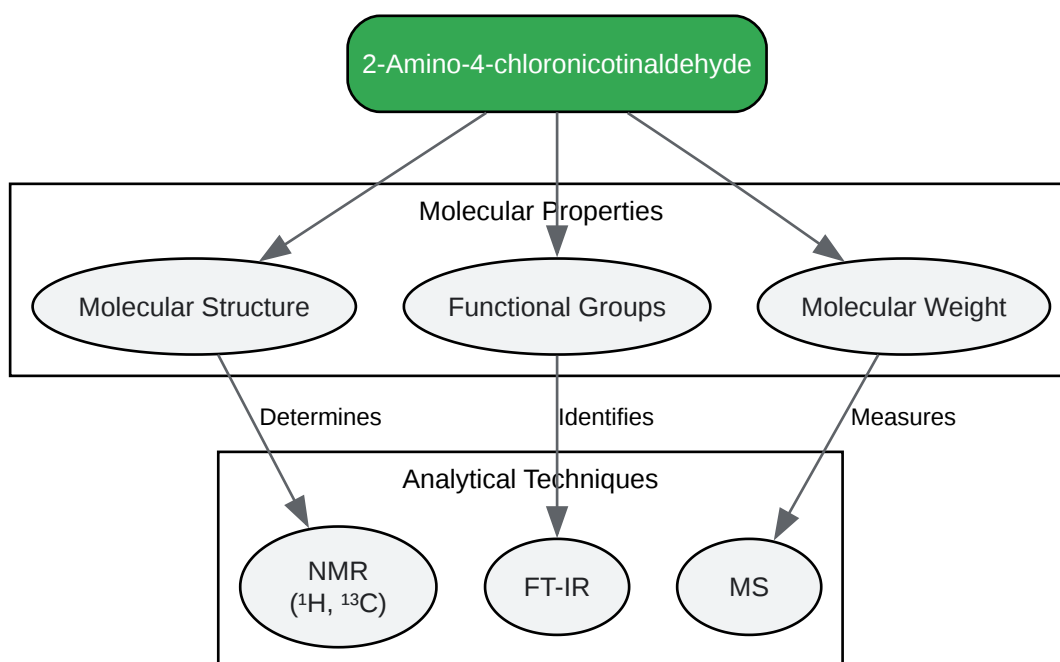 2-Amino-4-chloronicotinaldehyde
Molecular Properties
Molecular Structure
Functional Groups
Molecular Weight
Determines
Identifies
Measures
Analytical Techniques
NMR
(¹H, ¹³C)
FT-IR
MS